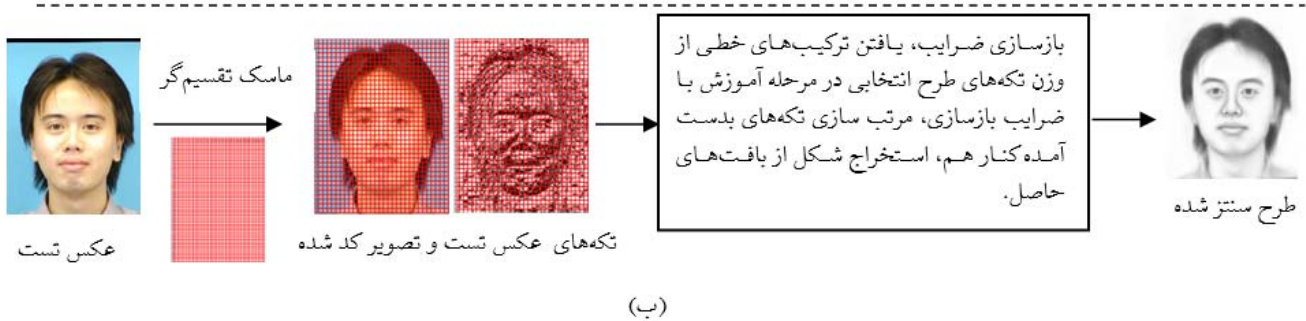 ماسک تقسیم‌گر
بازسازی ضرایب، یافتن ترکیب‌های خطی از
وزن تکه‌های طرح انتخابی در مرحله آموزش با
ضرایب بازسازی، مرتب سازی تکه‌های بدست
آمده کنار هم، استخراج شکل از بافت‌های
حاصل.
عکس تست
تکه‌های عکس تست و تصویر کد شده
طرح سنتز شده
(ب)